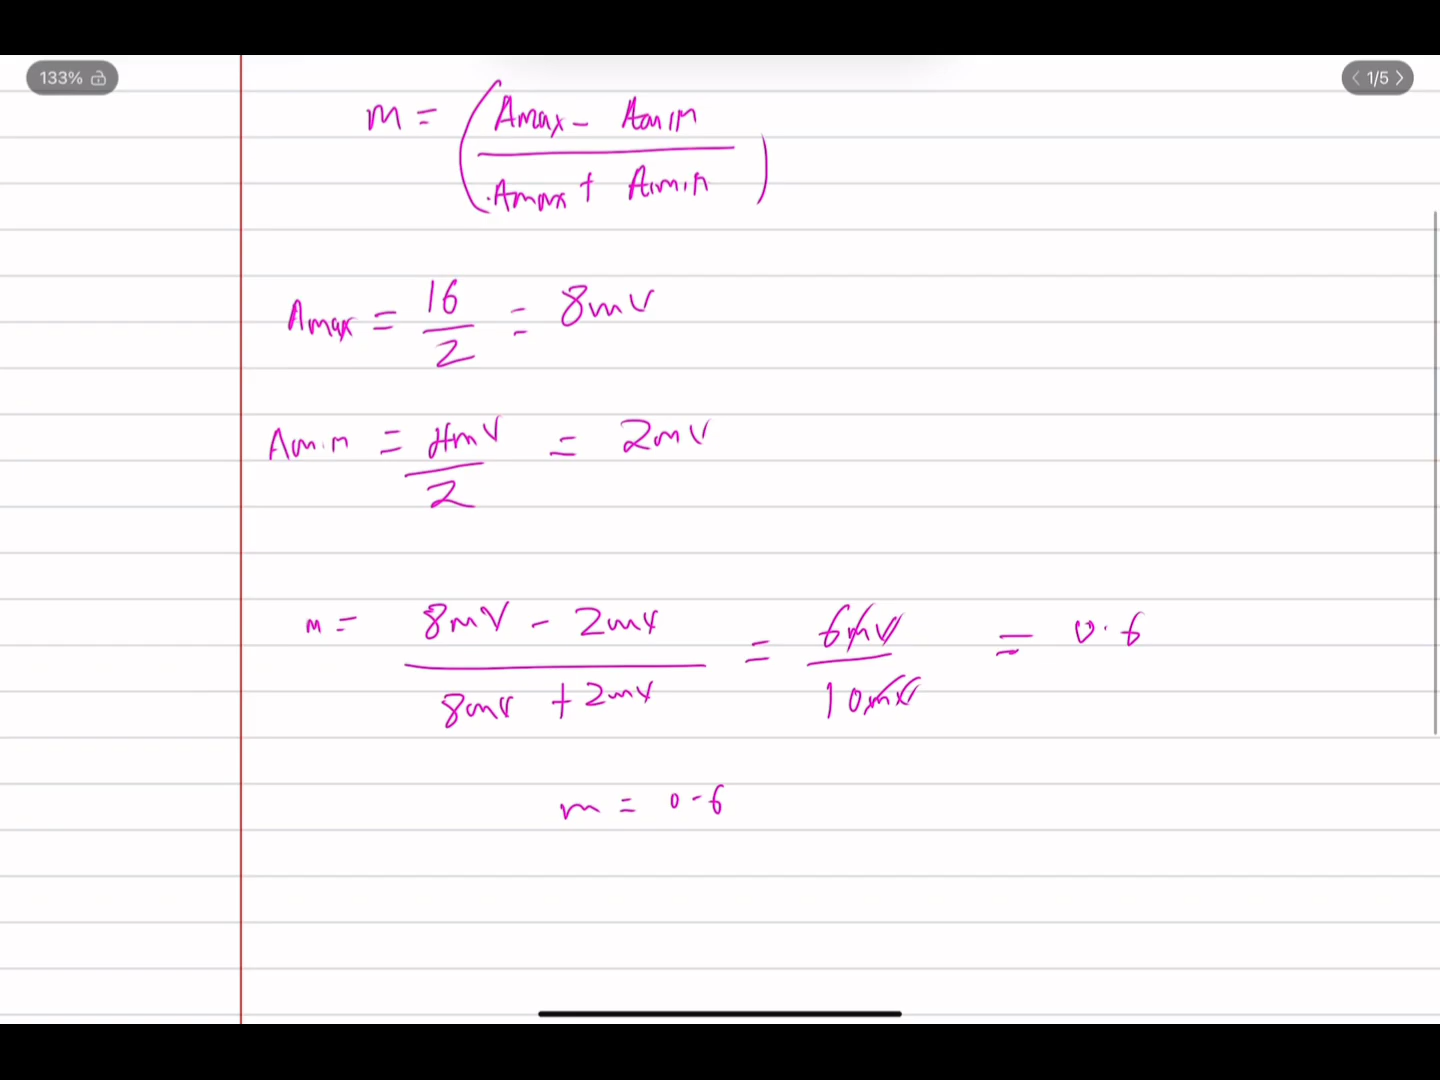 133%
1/5
m = (Amax - Amin
Amax + Amin)
Amax = 16/2 = 8mV
Amin = 4mV/2 = 2mV
m = 8mV - 2mV / 8mV + 2mV = 6mV/10mV = 0.6
m = 0.6